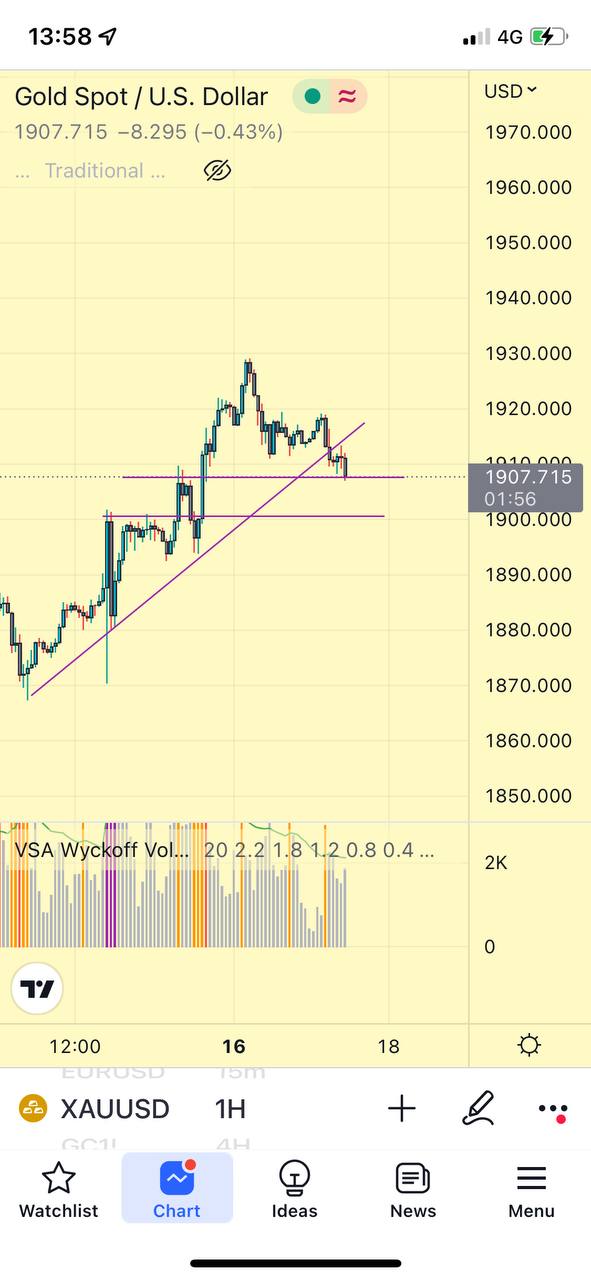 13:58
4G
Gold Spot / U.S. Dollar
USD
1907.715 −8.295 (−0.43%)
... Traditional ...
1970.000
1960.000
1950.000
1940.000
1930.000
1920.000
1910.000
1907.715
01:56
1900.000
1890.000
1880.000
1870.000
1860.000
1850.000
VSA Wyckoff Vol... 20 2.2 1.8 1.2 0.8 0.4 ...
2K
0
12:00 16 18
EURUSD 15m
XAUUSD 1H
GC1! 4H
Watchlist Chart Ideas News Menu